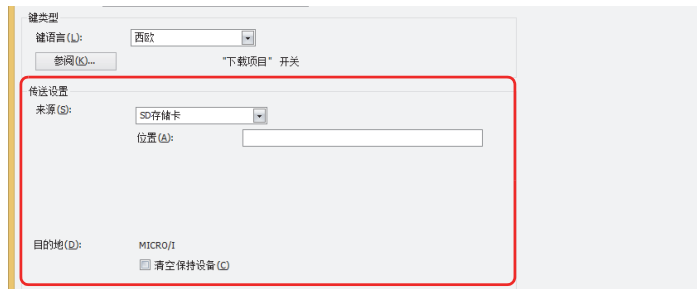 键类型
键语言(L): 西欧
参阅(K)... "下载项目" 开关
传送设置
来源(S): SD存储卡
位置(A):
目的地(D): MICRO/I
清空保持设备(C)